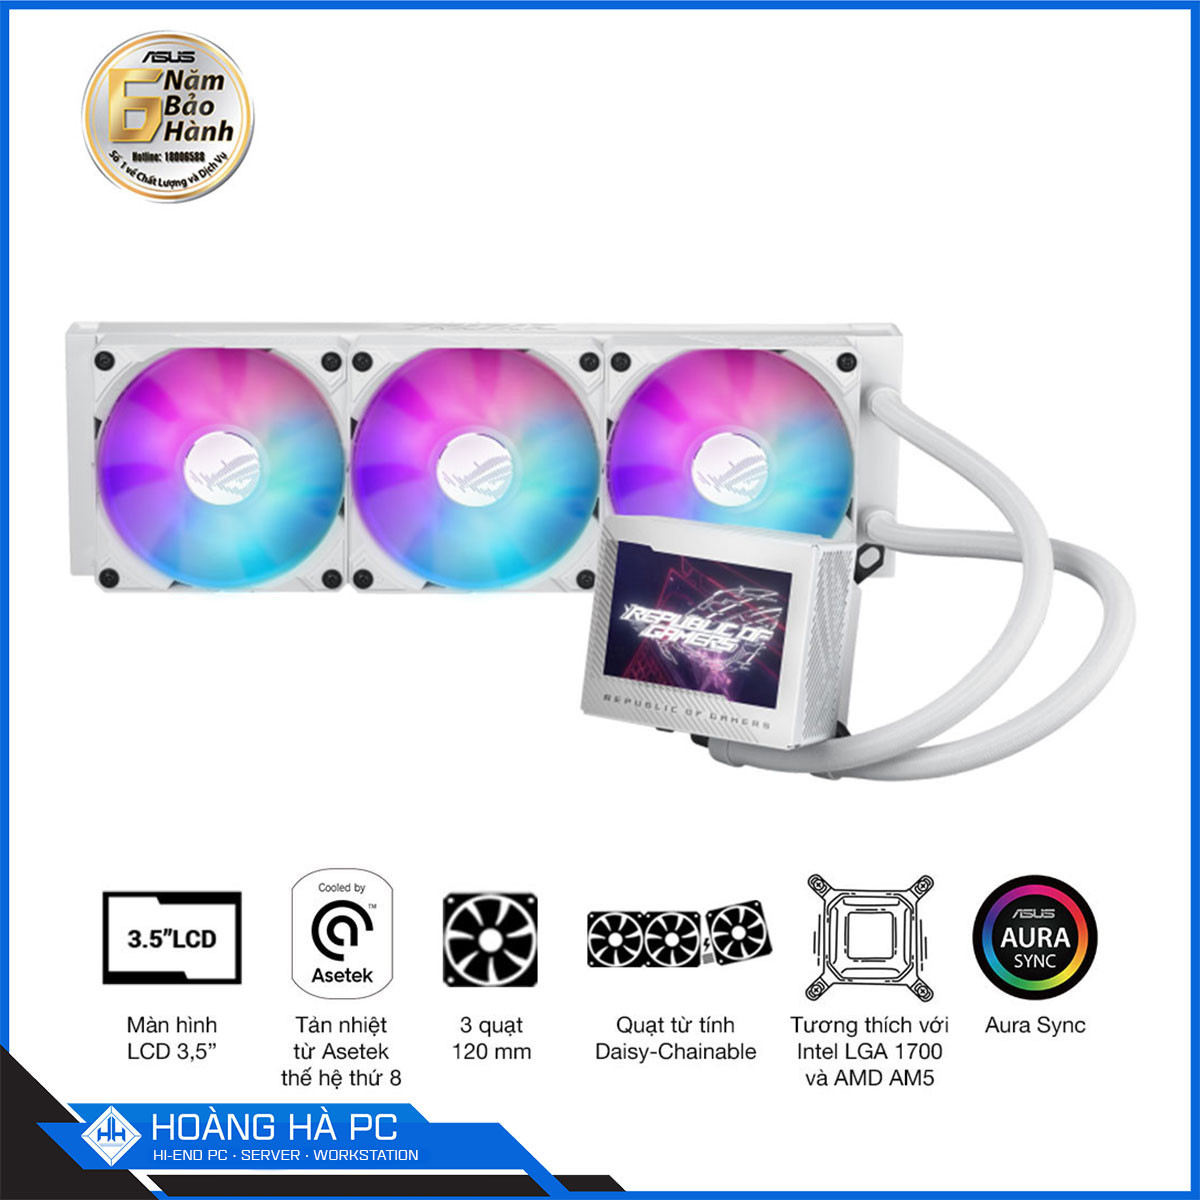 ASUS
6 Năm
Bảo
Hành
Hotline: 18006588
Số 1 về Chất Lượng và Dịch Vụ
REPUBLIC OF
GAMERS
REPUBLIC OF GAMERS
3.5”LCD
Cooled by
Asetek™
ASUS
AURA
SYNC
Màn hình
LCD 3,5”
Tản nhiệt
từ Asetek
thế hệ thứ 8
3 quạt
120 mm
Quạt từ tính
Daisy-Chainable
Tương thích với
Intel LGA 1700
và AMD AM5
Aura Sync
HH
HOÀNG HÀ PC
HI-END PC · SERVER · WORKSTATION